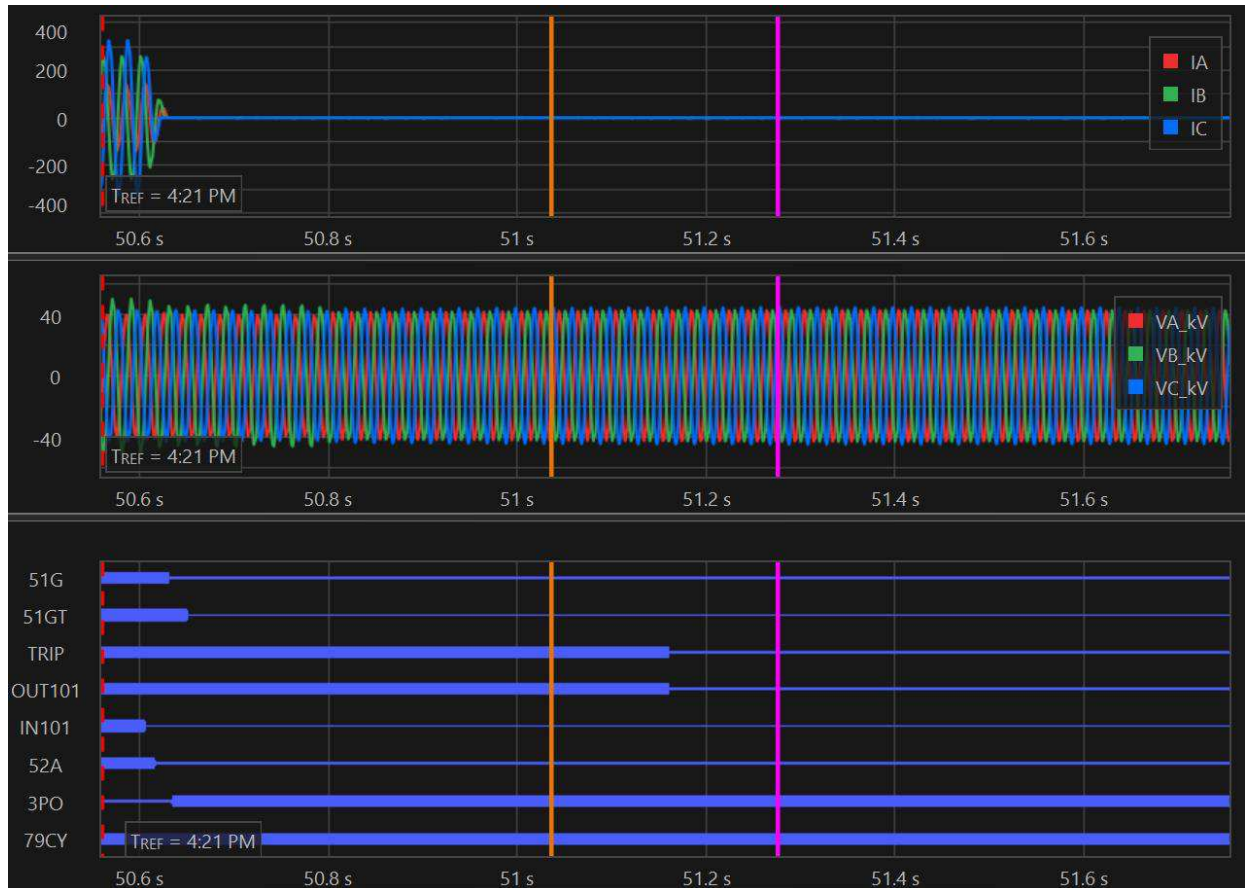 400
200
0
-200
-400
IA
IB
IC
TREF = 4:21 PM
50.6 s 50.8 s 51 s 51.2 s 51.4 s 51.6 s
40
0
-40
VA_kV
VB_kV
VC_kV
TREF = 4:21 PM
50.6 s 50.8 s 51 s 51.2 s 51.4 s 51.6 s
51G
51GT
TRIP
OUT101
IN101
52A
3PO
79CY
TREF = 4:21 PM
50.6 s 50.8 s 51 s 51.2 s 51.4 s 51.6 s